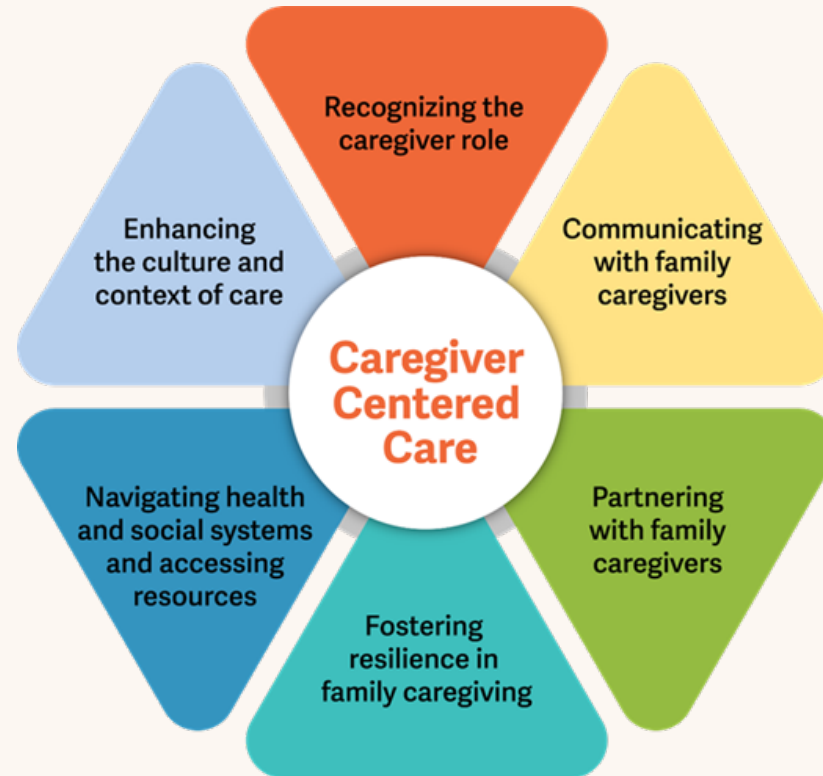 Recognizing the
caregiver role
Communicating
with family
caregivers
Partnering
with family
caregivers
Fostering
resilience in
family caregiving
Navigating health
and social systems
and accessing
resources
Enhancing
the culture and
context of care
Caregiver
Centered
Care